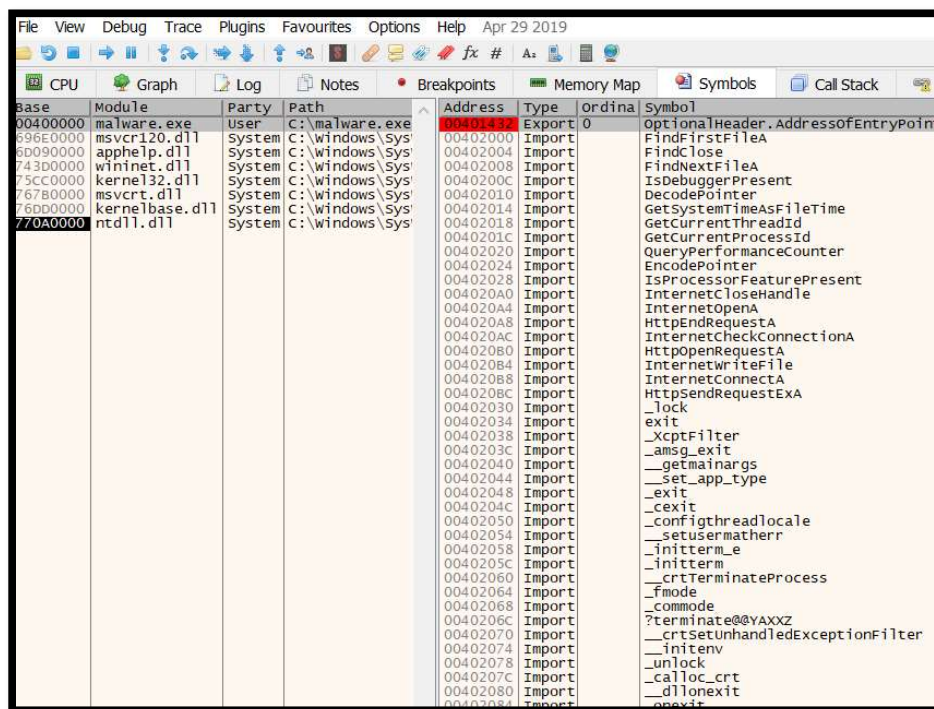 File View Debug Trace Plugins Favourites Options Help Apr 29 2019
fx # Az
CPU Graph Log Notes Breakpoints Memory Map Symbols Call Stack
Base Module Party Path
00400000 malware.exe User C:\malware.exe
696E0000 msvcr120.dll System C:\Windows\Sys
6D090000 apphelp.dll System C:\Windows\Sys
743D0000 wininet.dll System C:\Windows\Sys
75CC0000 kernel32.dll System C:\Windows\Sys
767B0000 msvcrt.dll System C:\Windows\Sys
76DD0000 kernelbase.dll System C:\Windows\Sys
770A0000 ntdll.dll System C:\Windows\Sys
Address Type Ordina Symbol
00401432 Export 0 OptionalHeader.AddressOfEntryPoin
00402000 Import FindFirstFileA
00402004 Import FindClose
00402008 Import FindNextFileA
0040200C Import IsDebuggerPresent
00402010 Import DecodePointer
00402014 Import GetSystemTimeAsFileTime
00402018 Import GetCurrentThreadId
0040201C Import GetCurrentProcessId
00402020 Import QueryPerformanceCounter
00402024 Import EncodePointer
00402028 Import IsProcessorFeaturePresent
004020A0 Import InternetCloseHandle
004020A4 Import InternetOpenA
004020A8 Import HttpEndRequestA
004020AC Import InternetCheckConnectionA
004020B0 Import HttpOpenRequestA
004020B4 Import InternetWriteFile
004020B8 Import InternetConnectA
004020BC Import HttpSendRequestExA
00402030 Import _lock
00402034 Import exit
00402038 Import _XcptFilter
0040203C Import _amsg_exit
00402040 Import __getmainargs
00402044 Import __set_app_type
00402048 Import _exit
0040204C Import _cexit
00402050 Import _configthreadlocale
00402054 Import __setusermatherr
00402058 Import _initterm_e
0040205C Import _initterm
00402060 Import __crtTerminateProcess
00402064 Import _fmode
00402068 Import _commode
0040206C Import ?terminate@@YAXXZ
00402070 Import __crtSetUnhandledExceptionFilter
00402074 Import __initenv
00402078 Import _unlock
0040207C Import _calloc_crt
00402080 Import __dllonexit
00402084 Import _onexit